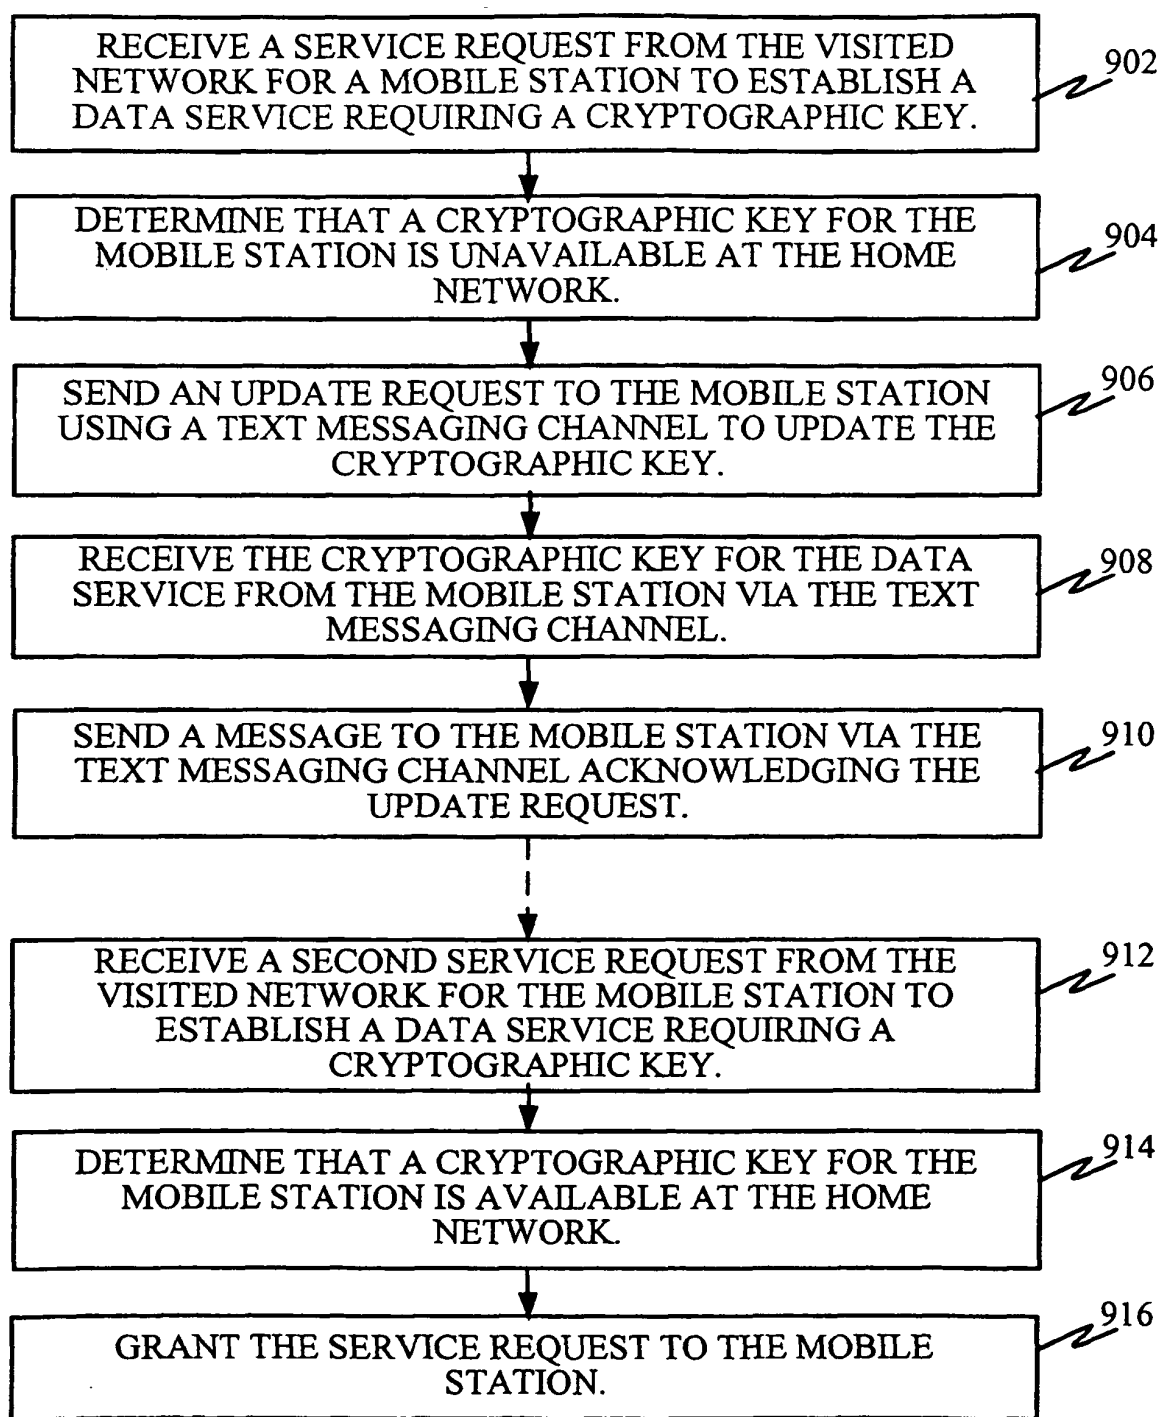 RECEIVE A SERVICE REQUEST FROM THE VISITED
NETWORK FOR A MOBILE STATION TO ESTABLISH A
DATA SERVICE REQUIRING A CRYPTOGRAPHIC KEY.
902
DETERMINE THAT A CRYPTOGRAPHIC KEY FOR THE
MOBILE STATION IS UNAVAILABLE AT THE HOME
NETWORK.
904
SEND AN UPDATE REQUEST TO THE MOBILE STATION
USING A TEXT MESSAGING CHANNEL TO UPDATE THE
CRYPTOGRAPHIC KEY.
906
RECEIVE THE CRYPTOGRAPHIC KEY FOR THE DATA
SERVICE FROM THE MOBILE STATION VIA THE TEXT
MESSAGING CHANNEL.
908
SEND A MESSAGE TO THE MOBILE STATION VIA THE
TEXT MESSAGING CHANNEL ACKNOWLEDGING THE
UPDATE REQUEST.
910
RECEIVE A SECOND SERVICE REQUEST FROM THE
VISITED NETWORK FOR THE MOBILE STATION TO
ESTABLISH A DATA SERVICE REQUIRING A
CRYPTOGRAPHIC KEY.
912
DETERMINE THAT A CRYPTOGRAPHIC KEY FOR THE
MOBILE STATION IS AVAILABLE AT THE HOME
NETWORK.
914
GRANT THE SERVICE REQUEST TO THE MOBILE
STATION.
916